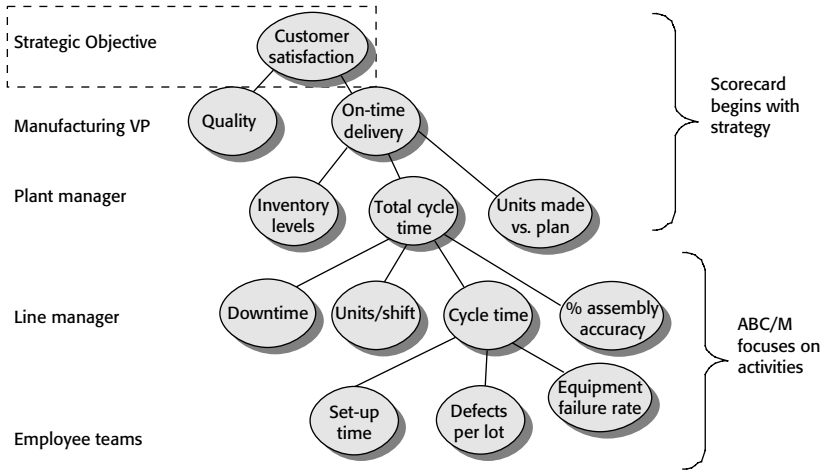 Strategic Objective
Customer
satisfaction
Manufacturing VP
Quality
On-time
delivery
Scorecard
begins with
strategy
Plant manager
Inventory
levels
Total cycle
time
Units made
vs. plan
Line manager
Downtime
Units/shift
Cycle time
% assembly
accuracy
ABC/M
focuses on
activities
Employee teams
Set-up
time
Defects
per lot
Equipment
failure rate